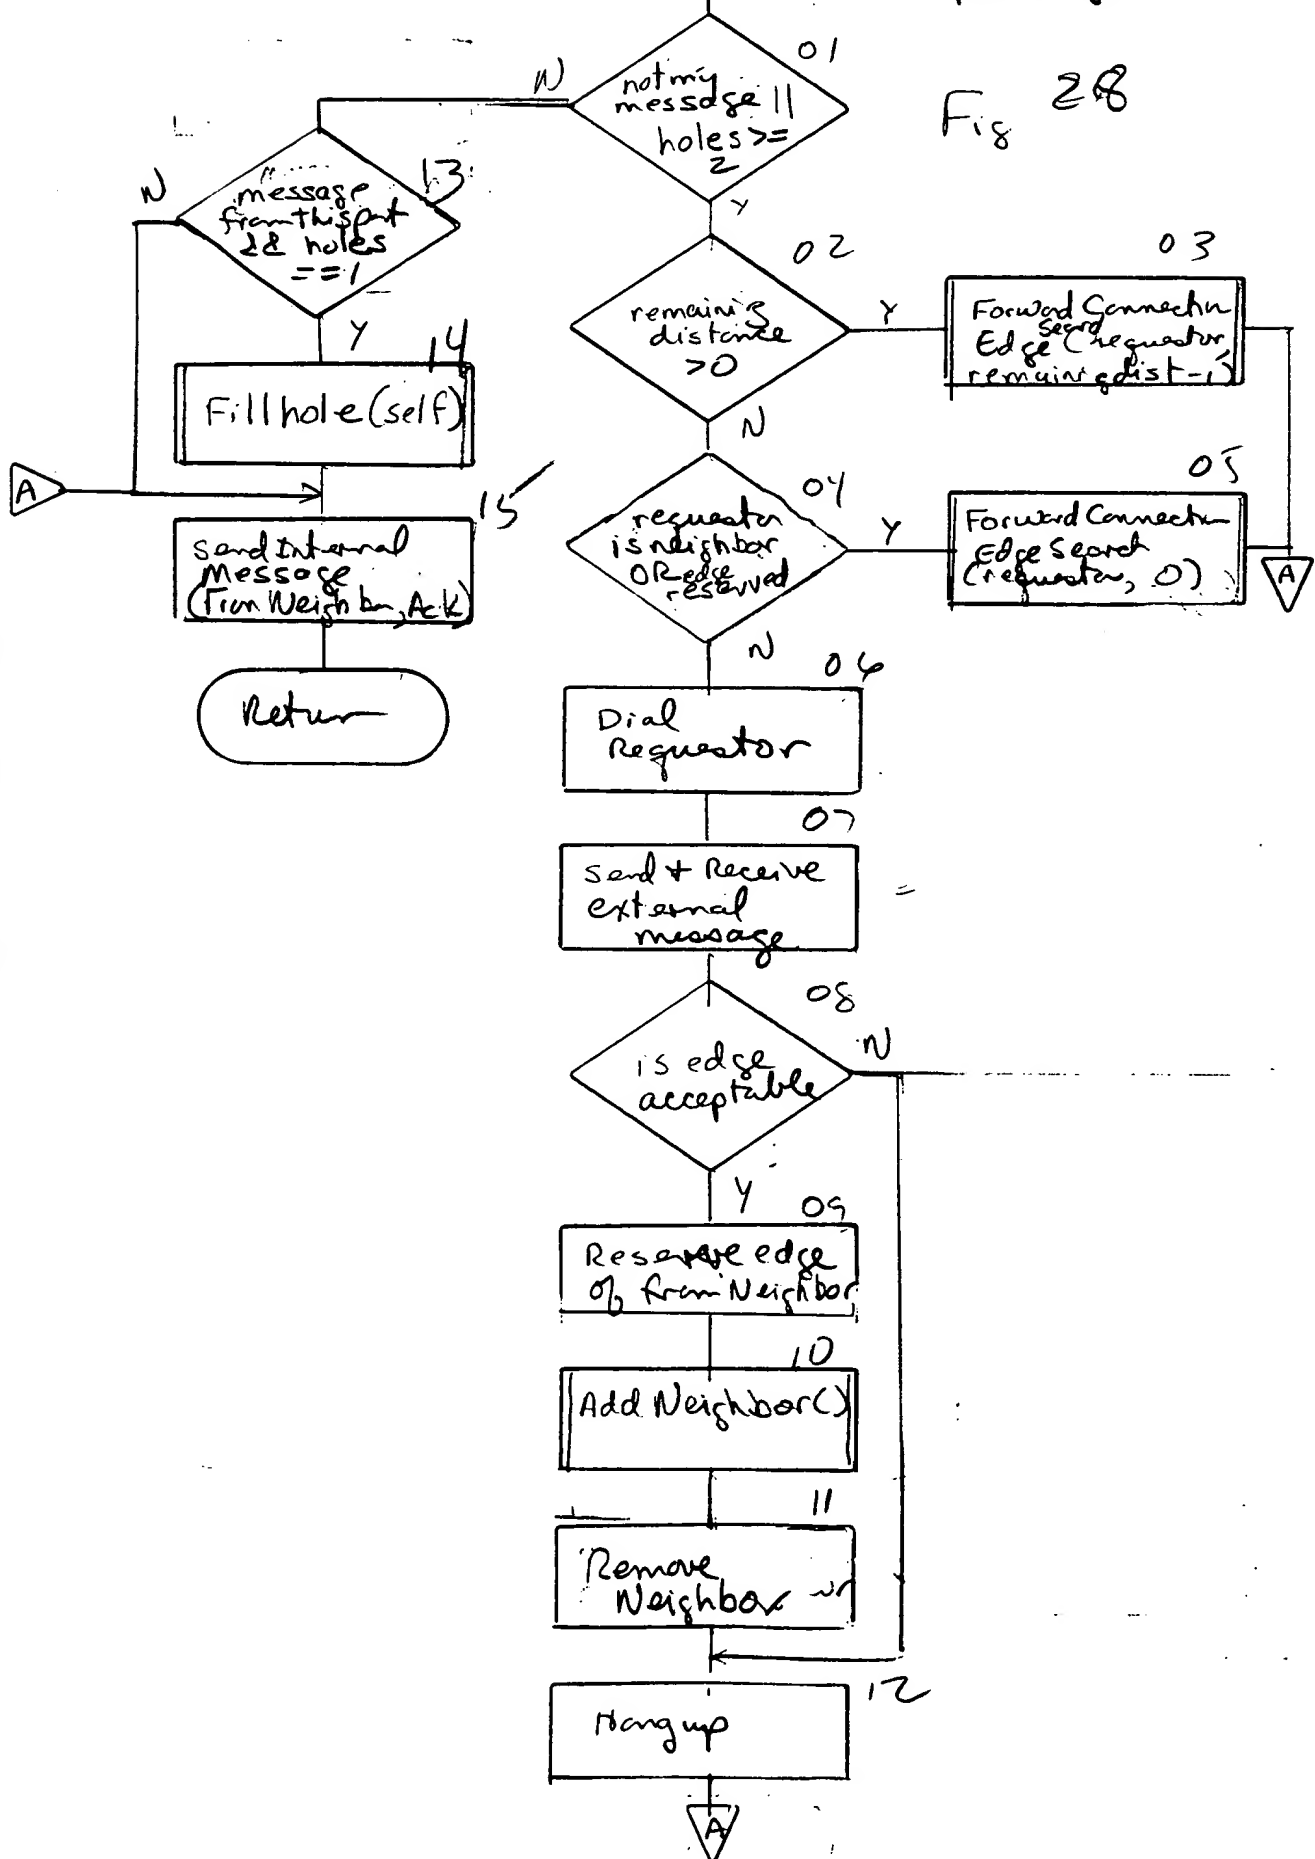 01
not my
message ||
holes >=
2
Fig 28
N
Y
13
message
from this port
&& holes
== 1
N
Y
02
remaining
distance
>0
Y
N
03
Forward Connection
Edge Search (requestor,
remaining dist-1)
14
Fill hole (self)
A
04
requestor
is neighbor
OR edge
reserved
Y
N
05
Forward Connection
Edge Search
(requestor, 0)
A
15
Send Internal
Message
(From Neighbor, Ack)
Return
06
Dial
Requestor
07
Send + Receive
external
message
08
is edge
acceptable
N
Y
09
Reserve edge
of from Neighbor
10
Add Neighbor()
11
Remove
Neighbor
12
Hang up
A